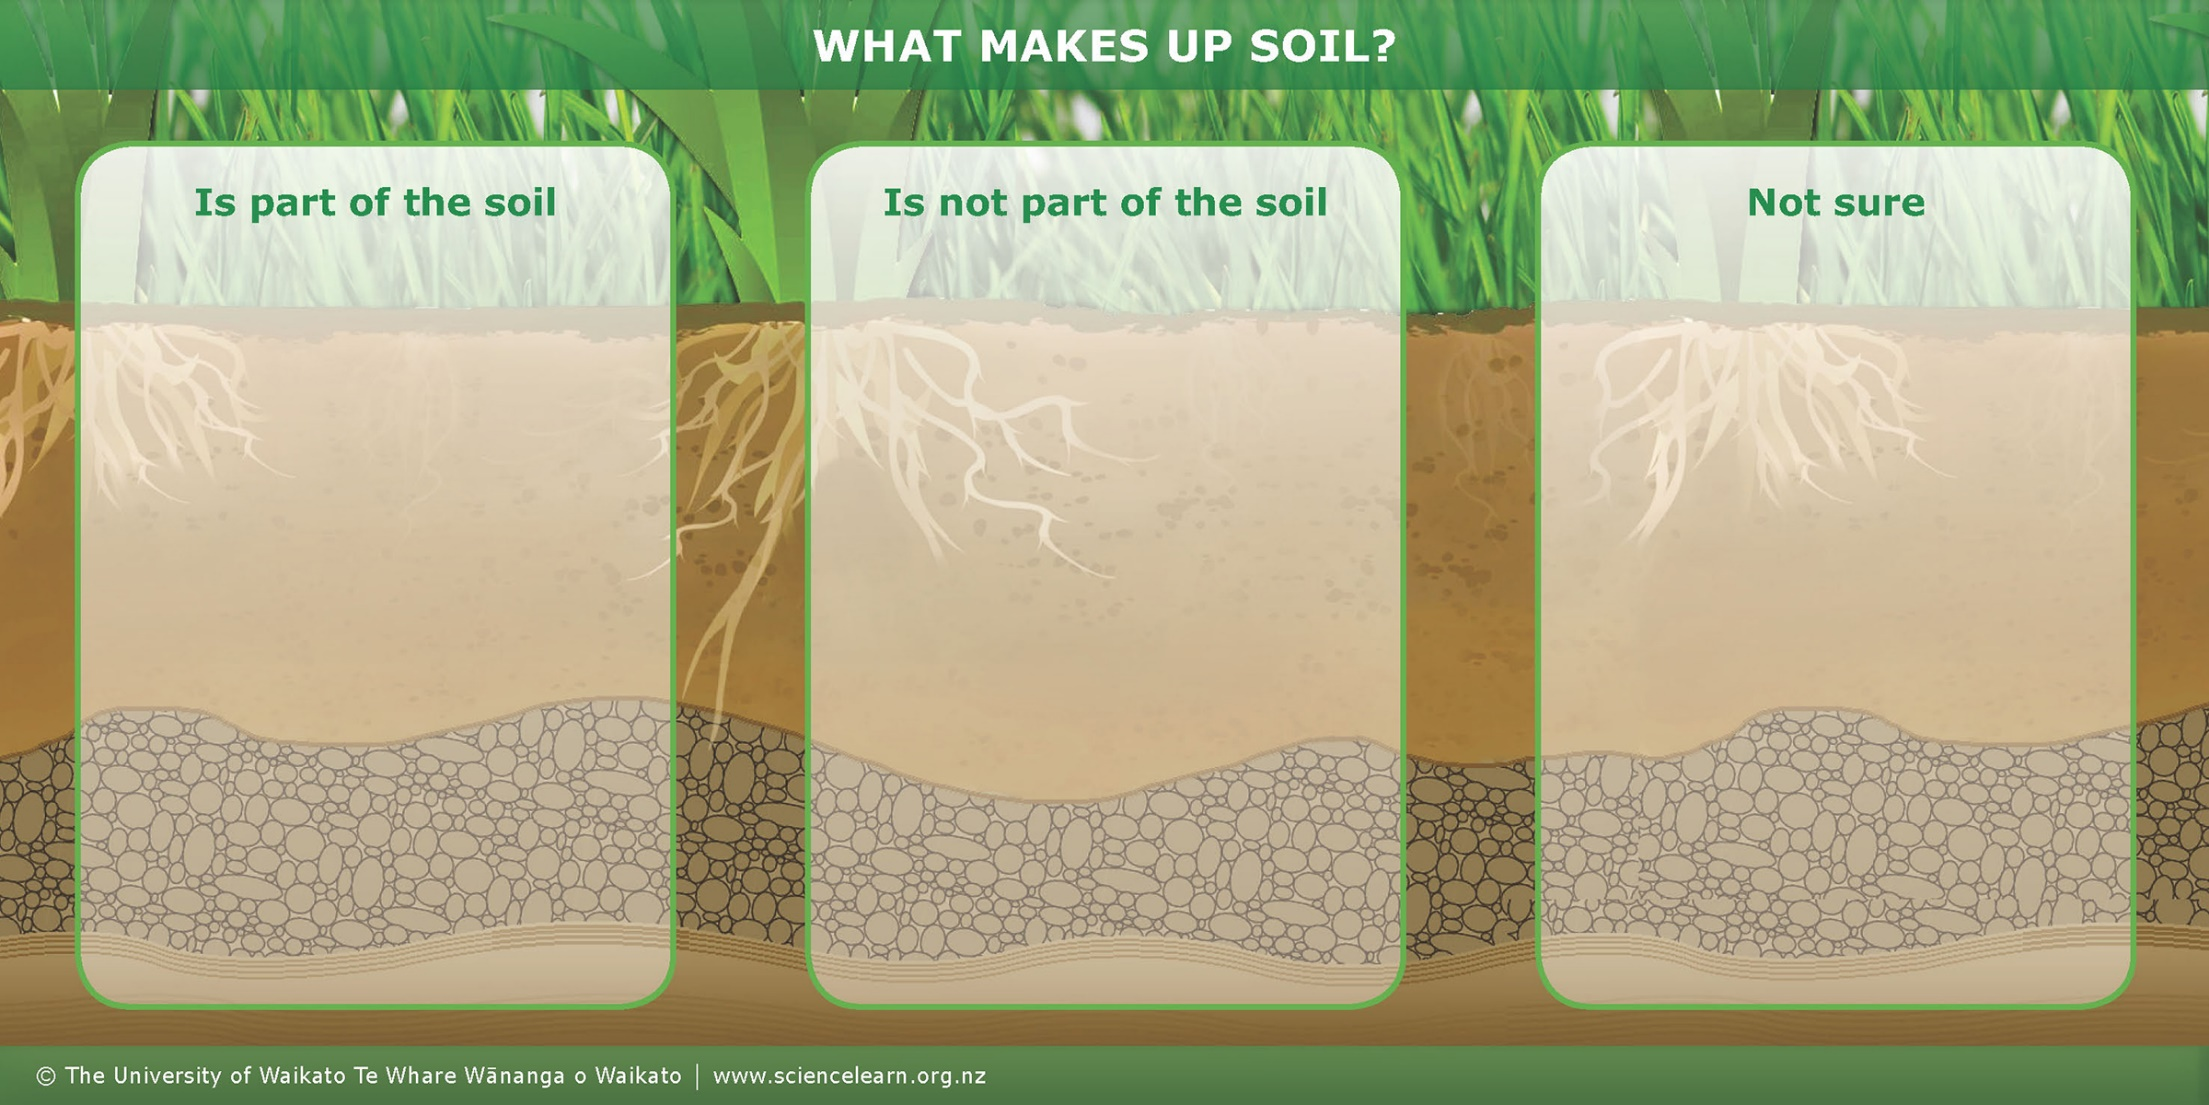 WHAT MAKES UP SOIL?
Is part of the soil
Is not part of the soil
Not sure
© The University of Waikato Te Whare Wānanga o Waikato | www.sciencelearn.org.nz